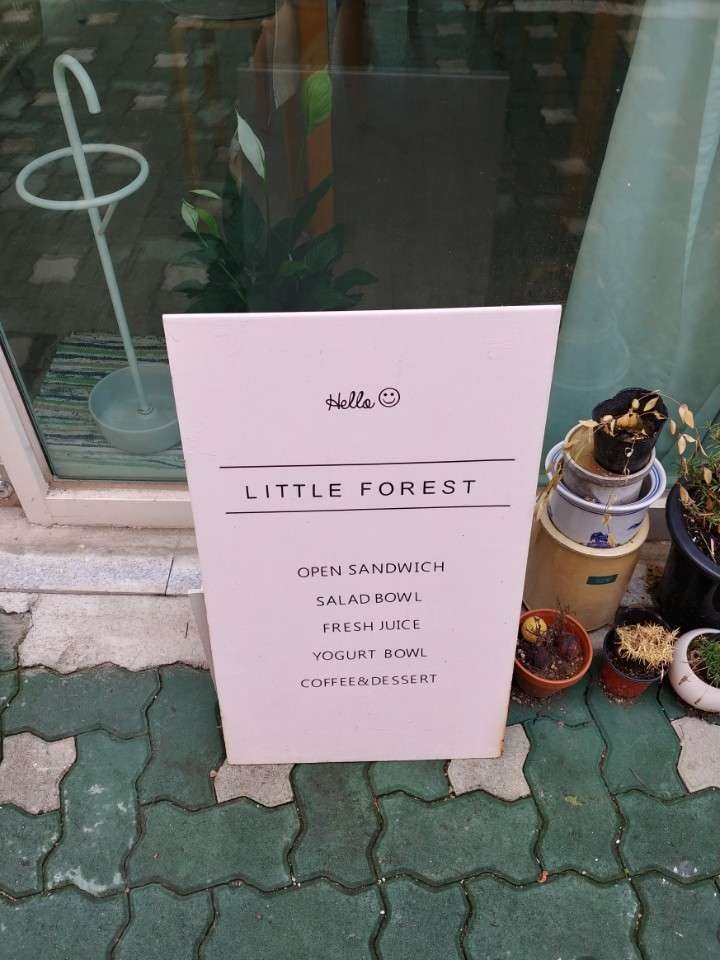 Hello
LITTLE FOREST
OPEN SANDWICH
SALAD BOWL
FRESH JUICE
YOGURT BOWL
COFFEE&DESSERT